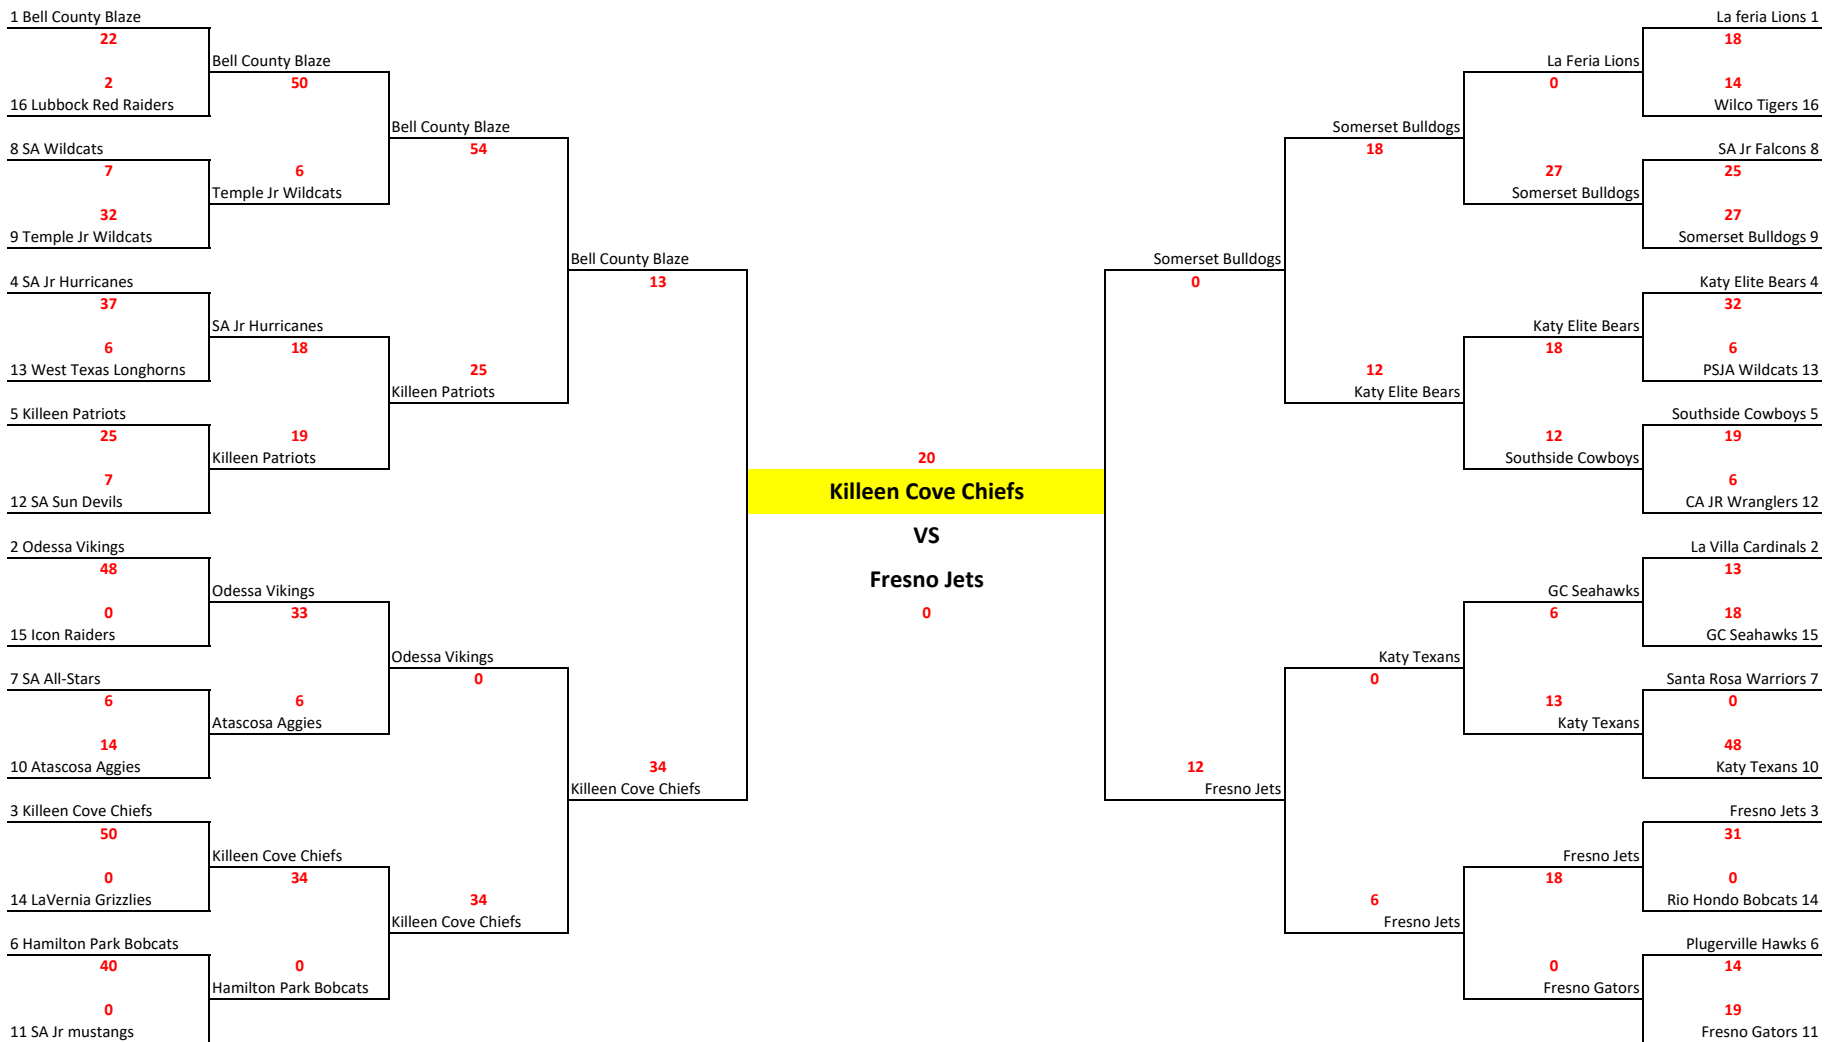 1 Bell County Blaze
22
2
16 Lubbock Red Raiders
8 SA Wildcats
7
32
9 Temple Jr Wildcats
4 SA Jr Hurricanes
37
6
13 West Texas Longhorns
5 Killeen Patriots
25
7
12 SA Sun Devils
2 Odessa Vikings
48
0
15 Icon Raiders
7 SA All-Stars
6
14
10 Atascosa Aggies
3 Killeen Cove Chiefs
50
0
14 LaVernia Grizzlies
6 Hamilton Park Bobcats
40
0
11 SA Jr mustangs
Bell County Blaze
50
6
Temple Jr Wildcats
SA Jr Hurricanes
18
19
Killeen Patriots
Odessa Vikings
33
6
Atascosa Aggies
Killeen Cove Chiefs
34
0
Hamilton Park Bobcats
Bell County Blaze
54
25
Killeen Patriots
Odessa Vikings
0
34
Killeen Cove Chiefs
Bell County Blaze
13
34
Killeen Cove Chiefs
20
Killeen Cove Chiefs
VS
Fresno Jets
0
Somerset Bulldogs
0
12
Fresno Jets
Somerset Bulldogs
18
12
Katy Elite Bears
Katy Texans
0
6
Fresno Jets
La Feria Lions
0
27
Somerset Bulldogs
Katy Elite Bears
18
12
Southside Cowboys
GC Seahawks
6
13
Katy Texans
Fresno Jets
18
0
Fresno Gators
La feria Lions 1
18
14
Wilco Tigers 16
SA Jr Falcons 8
25
27
Somerset Bulldogs 9
Katy Elite Bears 4
32
6
PSJA Wildcats 13
Southside Cowboys 5
19
6
CA JR Wranglers 12
La Villa Cardinals 2
13
18
GC Seahawks 15
Santa Rosa Warriors 7
0
48
Katy Texans 10
Fresno Jets 3
31
0
Rio Hondo Bobcats 14
Plugerville Hawks 6
14
19
Fresno Gators 11